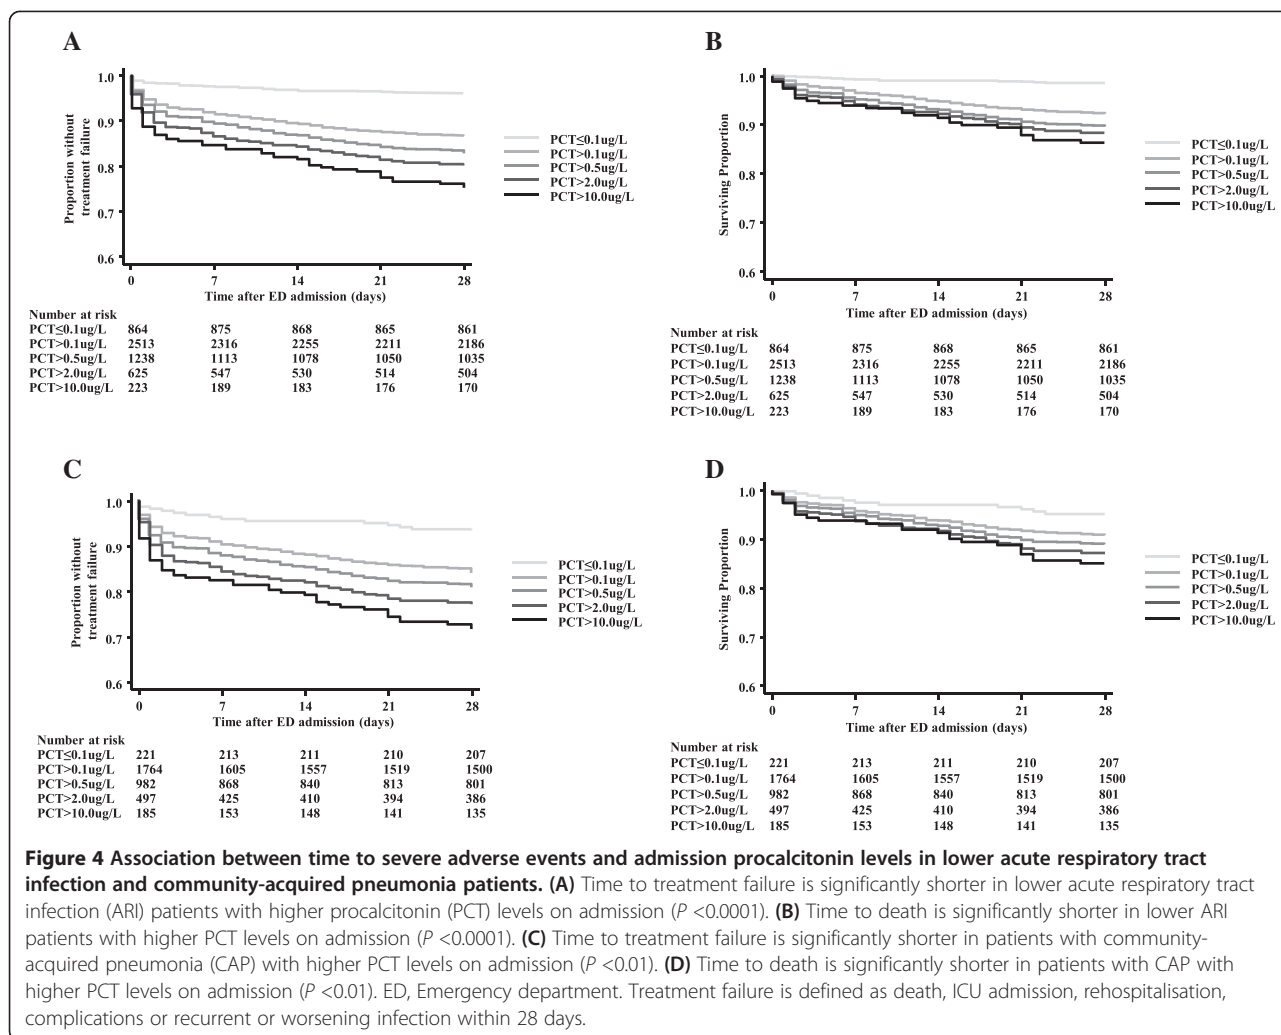 A
1.0
0.9
0.8
0.7
0.6
Proportion without
treatment failure
0 7 14 21 28
Time after ED admission (days)
PCT≤0.1ug/L
PCT>0.1ug/L
PCT>0.5ug/L
PCT>2.0ug/L
PCT>10.0ug/L
Number at risk
PCT≤0.1ug/L 864 875 868 865 861
PCT>0.1ug/L 2513 2316 2255 2211 2186
PCT>0.5ug/L 1238 1113 1078 1050 1035
PCT>2.0ug/L 625 547 530 514 504
PCT>10.0ug/L 223 189 183 176 170
B
1.0
0.9
0.8
0.7
0.6
Surviving Proportion
0 7 14 21 28
Time after ED admission (days)
PCT≤0.1ug/L
PCT>0.1ug/L
PCT>0.5ug/L
PCT>2.0ug/L
PCT>10.0ug/L
Number at risk
PCT≤0.1ug/L 864 875 868 865 861
PCT>0.1ug/L 2513 2316 2255 2211 2186
PCT>0.5ug/L 1238 1113 1078 1050 1035
PCT>2.0ug/L 625 547 530 514 504
PCT>10.0ug/L 223 189 183 176 170
C
1.0
0.9
0.8
0.7
0.6
Proportion without
treatment failure
0 7 14 21 28
Time after ED admission (days)
PCT≤0.1ug/L
PCT>0.1ug/L
PCT>0.5ug/L
PCT>2.0ug/L
PCT>10.0ug/L
Number at risk
PCT≤0.1ug/L 221 213 211 210 207
PCT>0.1ug/L 1764 1605 1557 1519 1500
PCT>0.5ug/L 982 868 840 813 801
PCT>2.0ug/L 497 425 410 394 386
PCT>10.0ug/L 185 153 148 141 135
D
1.0
0.9
0.8
0.7
0.6
Surviving Proportion
0 7 14 21 28
Time after ED admission (days)
PCT≤0.1ug/L
PCT>0.1ug/L
PCT>0.5ug/L
PCT>2.0ug/L
PCT>10.0ug/L
Number at risk
PCT≤0.1ug/L 221 213 211 210 207
PCT>0.1ug/L 1764 1605 1557 1519 1500
PCT>0.5ug/L 982 868 840 813 801
PCT>2.0ug/L 497 425 410 394 386
PCT>10.0ug/L 185 153 148 141 135
Figure 4 Association between time to severe adverse events and admission procalcitonin levels in lower acute respiratory tract
infection and community-acquired pneumonia patients. (A) Time to treatment failure is significantly shorter in lower acute respiratory tract
infection (ARI) patients with higher procalcitonin (PCT) levels on admission (P <0.0001). (B) Time to death is significantly shorter in lower ARI
patients with higher PCT levels on admission (P <0.0001). (C) Time to treatment failure is significantly shorter in patients with community-
acquired pneumonia (CAP) with higher PCT levels on admission (P <0.01). (D) Time to death is significantly shorter in patients with CAP with
higher PCT levels on admission (P <0.01). ED, Emergency department. Treatment failure is defined as death, ICU admission, rehospitalisation,
complications or recurrent or worsening infection within 28 days.